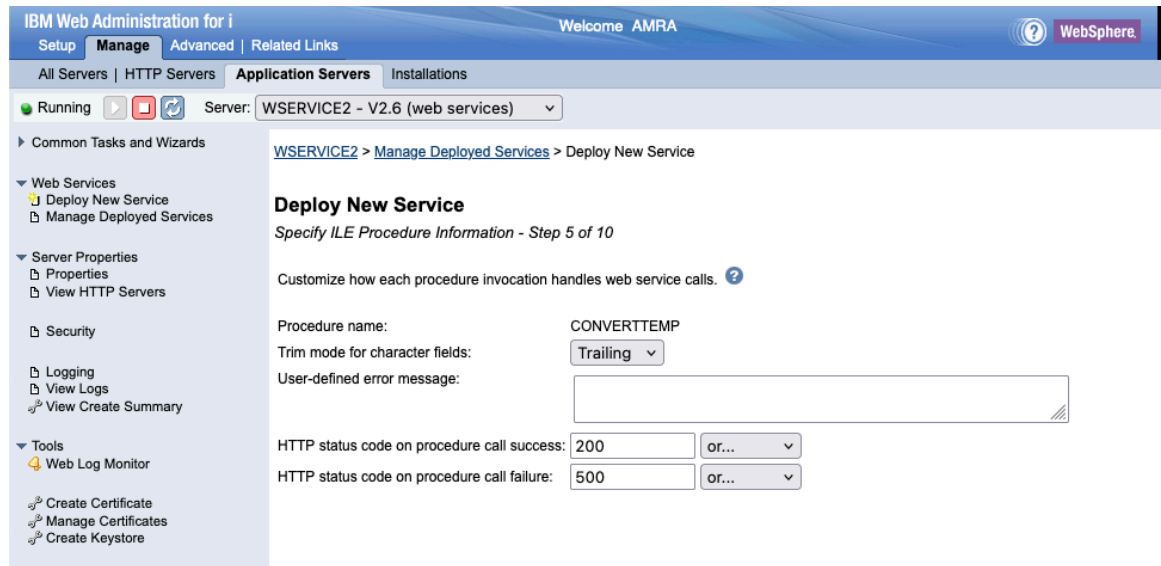 IBM Web Administration for i
Welcome AMRA
WebSphere.
Setup Manage Advanced | Related Links
All Servers | HTTP Servers Application Servers Installations
Running Server: WSERVICE2 - V2.6 (web services)
Common Tasks and Wizards
WSERVICE2 > Manage Deployed Services > Deploy New Service
Web Services
Deploy New Service
Manage Deployed Services
Server Properties
Properties
View HTTP Servers
Security
Logging
View Logs
View Create Summary
Tools
Web Log Monitor
Create Certificate
Manage Certificates
Create Keystore
Deploy New Service
Specify ILE Procedure Information - Step 5 of 10
Customize how each procedure invocation handles web service calls. ?
Procedure name: CONVERTTEMP
Trim mode for character fields: Trailing
User-defined error message:
HTTP status code on procedure call success: 200 or...
HTTP status code on procedure call failure: 500 or...